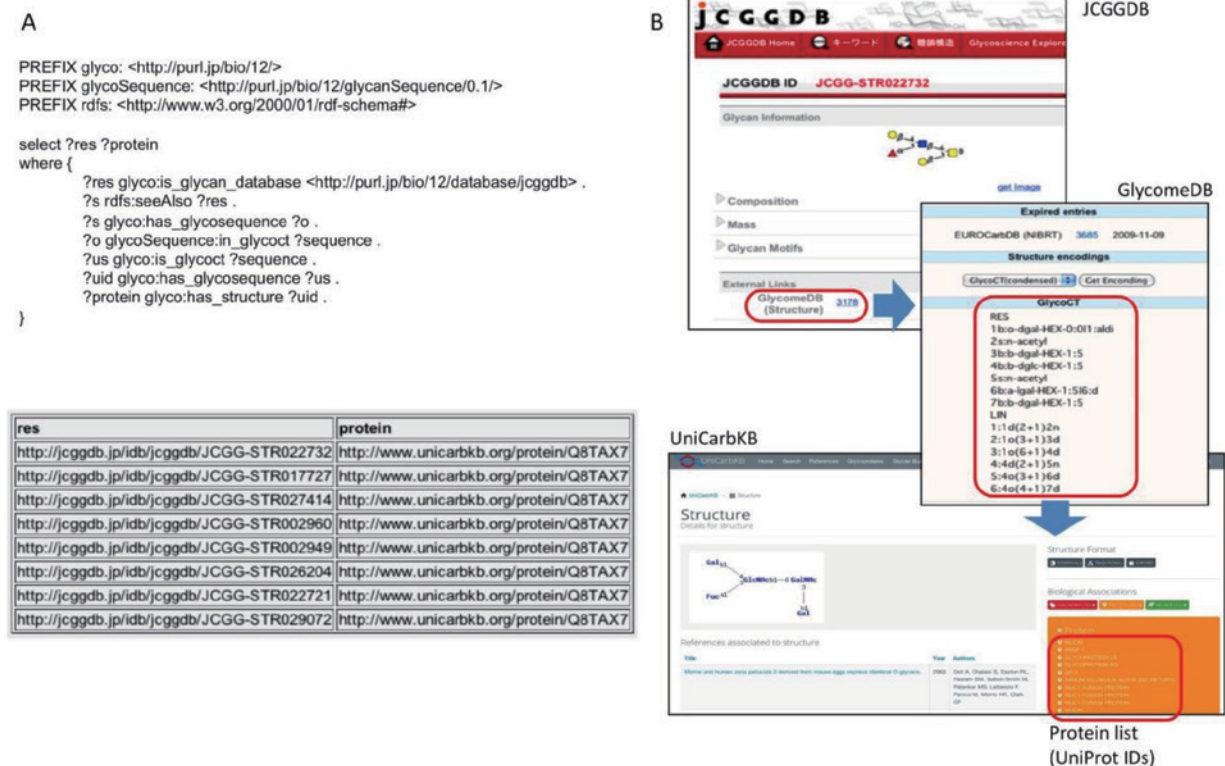 A
PREFIX glyco: <http://purl.jp/bio/12/>
PREFIX glycoSequence: <http://purl.jp/bio/12/glycanSequence/0.1/>
PREFIX rdfs: <http://www.w3.org/2000/01/rdf-schema#>
select ?res ?protein
where {
?res glyco:is_glycan_database <http://purl.jp/bio/12/database/jcggdb> .
?s rdfs:seeAlso ?res .
?s glyco:has_glycosequence ?o .
?o glycoSequence:in_glycoct ?sequence .
?us glyco:is_glycoct ?sequence .
?uid glyco:has_glycosequence ?us .
?protein glyco:has_structure ?uid .
}
res protein
http://jcggdb.jp/idb/jcggdb/JCGG-STR022732 http://www.unicarbkb.org/protein/Q8TAX7
http://www.unicarbkb.org/protein/Q8TAX7
http://www.unicarbkb.org/protein/Q8TAX7
http://jcggdb.jp/idb/jcggdb/JCGG-STR002960 http://www.unicarbkb.org/protein/Q8TAX7
http://jcggdb.jp/idb/jcggdb/JCGG-STR002949 http://www.unicarbkb.org/protein/Q8TAX7
http://jcggdb.jp/idb/jcggdb/JCGG-STR026204 http://www.unicarbkb.org/protein/Q8TAX7
http://jcggdb.jp/idb/jcggdb/JCGG-STR022721 http://www.unicarbkb.org/protein/Q8TAX7
http://jcggdb.jp/idb/jcggdb/JCGG-STR029072 http://www.unicarbkb.org/protein/Q8TAX7
B
JCGGDB
JCGGDB
JCGGDB Home キーワード 糖鎖構造 Glycoscience Explore
JCGGDB ID JCGG-STR022732
Glycan Information
get Image
Composition
Mass
Glycan Motifs
External Links
GlycomeDB 3178
(Structure)
GlycomeDB
Expired entries
EUROCarbDB (NIBRT) 3685 2009-11-09
Structure encodings
GlycoCT(condensed) Get Enconding
GlycoCT
RES
1b:o-dgal-HEX-0:0|1:aldi
2s:n-acetyl
3b:b-dgal-HEX-1:5
4b:b-dglc-HEX-1:5
5s:n-acetyl
6b:a-lgal-HEX-1:5|6:d
7b:b-dgal-HEX-1:5
LIN
1:1d(2+1)2n
2:1o(3+1)3d
3:1o(6+1)4d
4:4d(2+1)5n
5:4o(3+1)6d
6:4o(4+1)7d
UniCarbKB
UniCarbKB Home Search References
UniCarbKB Structure
Structure
Details for structure
Gal
Fuc
Gal
Structure Format
Biological Associations
References associated to structure
Title Year Authors
Protein list
(UniProt IDs)